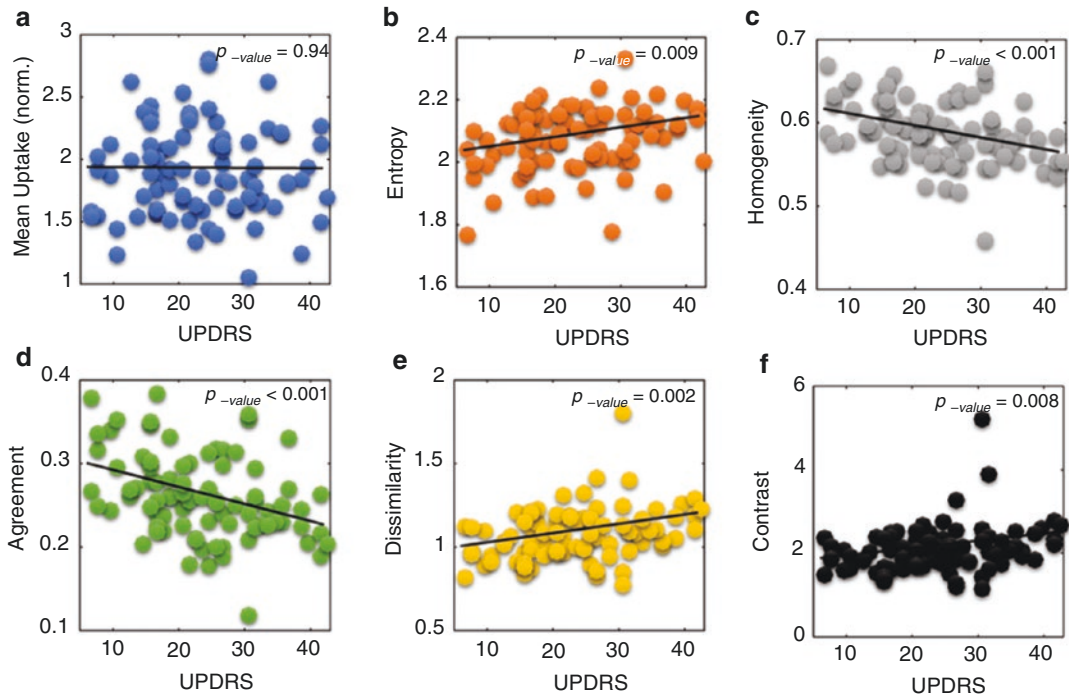 a
3
2.5
2
1.5
1
Mean Uptake (norm.)
p –value = 0.94
10 20 30 40
UPDRS
b
2.4
2.2
2
1.8
1.6
Entropy
p –value = 0.009
10 20 30 40
UPDRS
c
0.7
0.6
0.5
0.4
Homogeneity
p –value < 0.001
10 20 30 40
UPDRS
d
0.4
0.3
0.2
0.1
Agreement
p –value < 0.001
10 20 30 40
UPDRS
e
2
1.5
1
0.5
Dissimilarity
p –value = 0.002
10 20 30 40
UPDRS
f
6
4
2
0
Contrast
p –value = 0.008
10 20 30 40
UPDRS